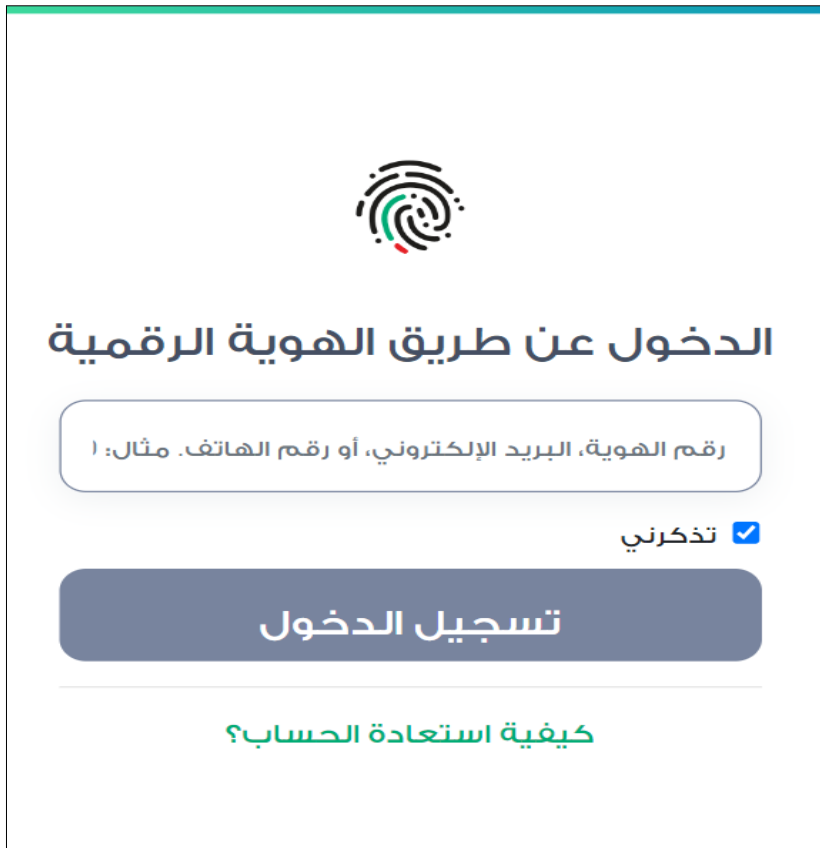 الدخول عن طريق الهوية الرقمية
رقم الهوية، البريد الإلكتروني، أو رقم الهاتف. مثال:
تذكرني
تسجيل الدخول
كيفية استعادة الحساب؟